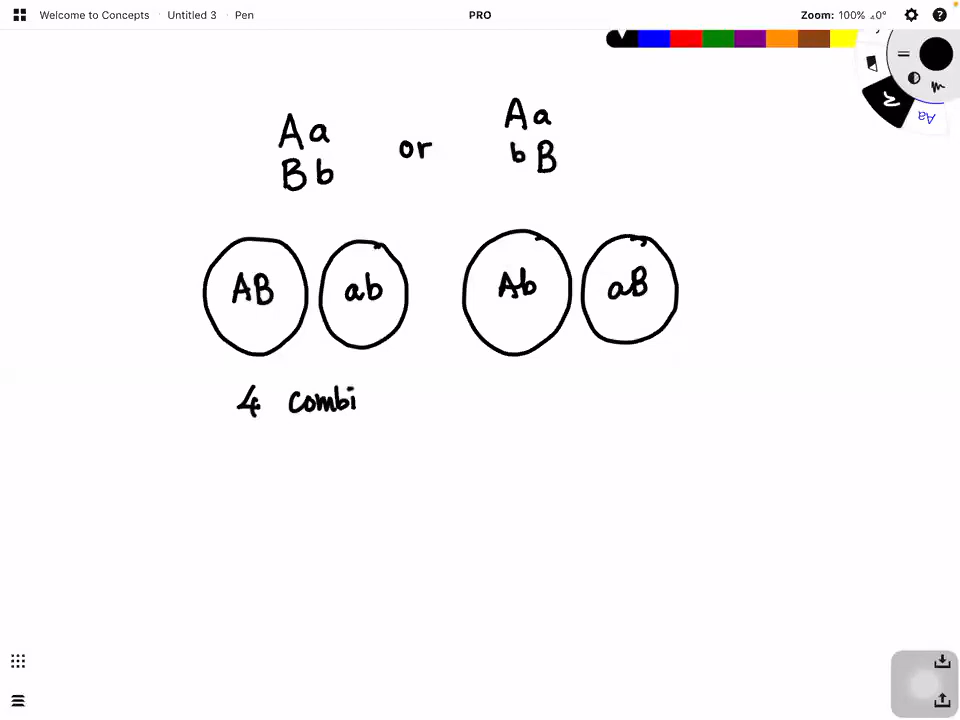 Welcome to Concepts Untitled 3 Pen PRO Zoom: 100% 0°
Aa
Aa
Bb
or
bB
AB ab Ab aB
4 combi
Aa